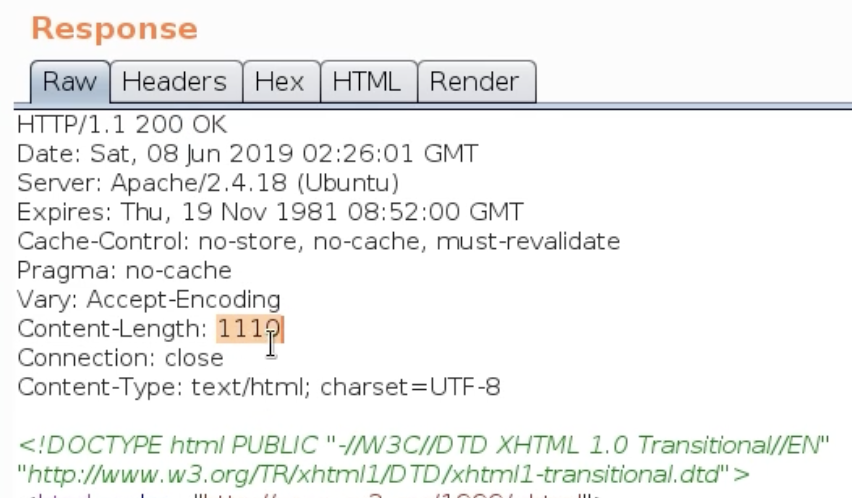 Response
Raw Headers Hex HTML Render
HTTP/1.1 200 OK
Date: Sat, 08 Jun 2019 02:26:01 GMT
Server: Apache/2.4.18 (Ubuntu)
Expires: Thu, 19 Nov 1981 08:52:00 GMT
Cache-Control: no-store, no-cache, must-revalidate
Pragma: no-cache
Vary: Accept-Encoding
Content-Length: 1110
Connection: close
Content-Type: text/html; charset=UTF-8
<!DOCTYPE html PUBLIC "-//W3C//DTD XHTML 1.0 Transitional//EN"
"http://www.w3.org/TR/xhtml1/DTD/xhtml1-transitional.dtd">